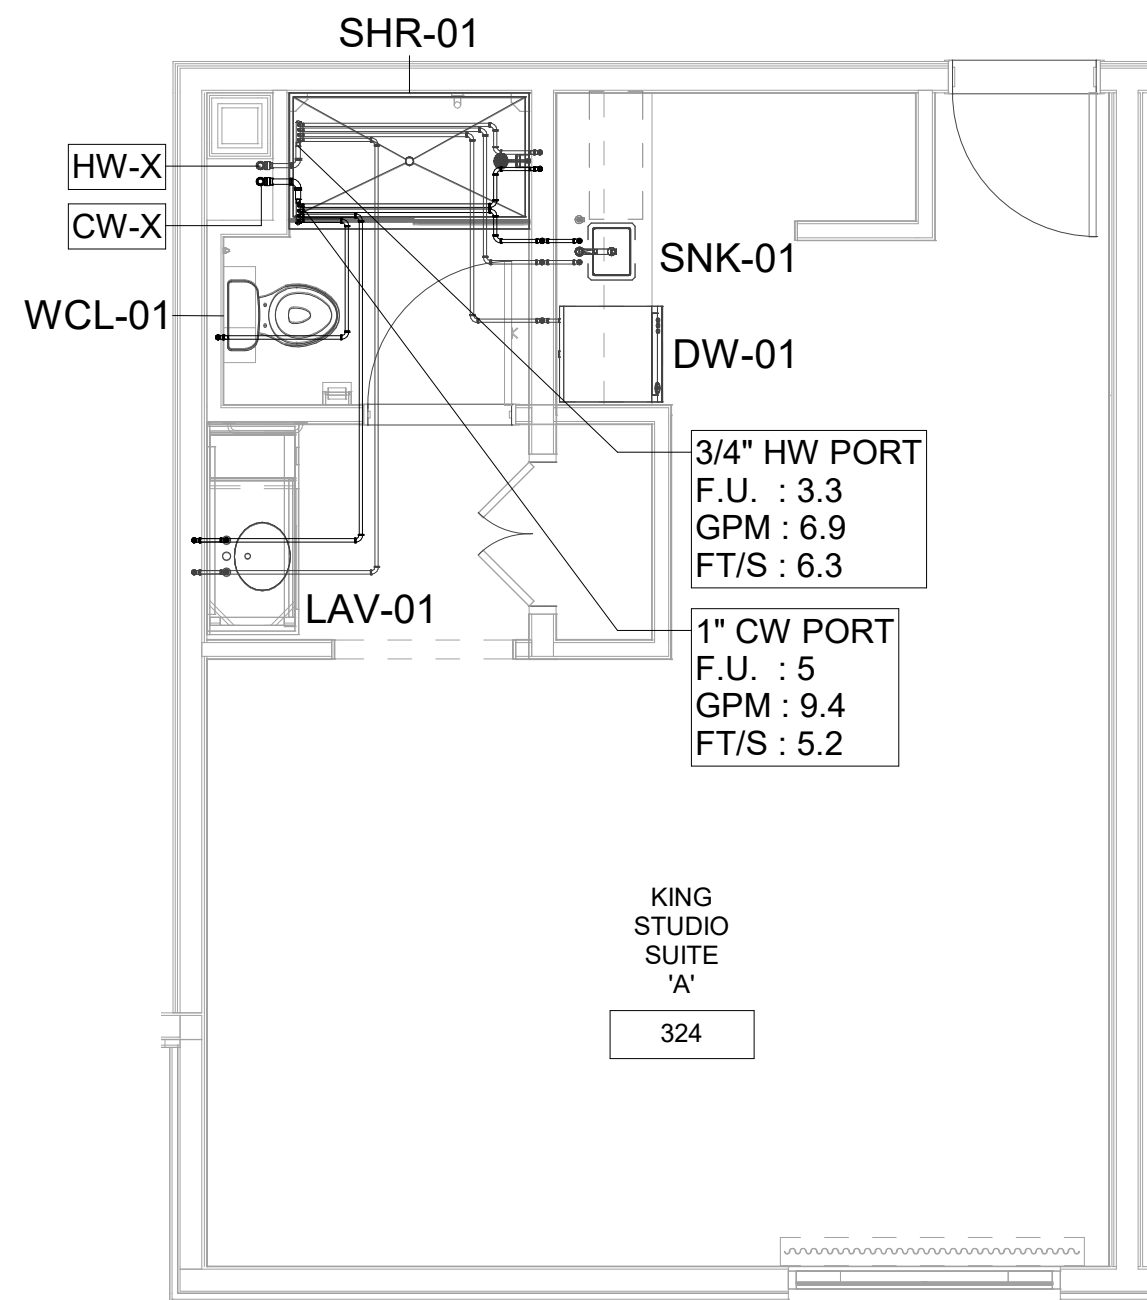 SHR-01
HW-X
CW-X
WCL-01
SNK-01
DW-01
3/4" HW PORT
F.U. : 3.3
GPM : 6.9
FT/S : 6.3
LAV-01
1" CW PORT
F.U. : 5
GPM : 9.4
FT/S : 5.2
KING
STUDIO
SUITE
'A'
324